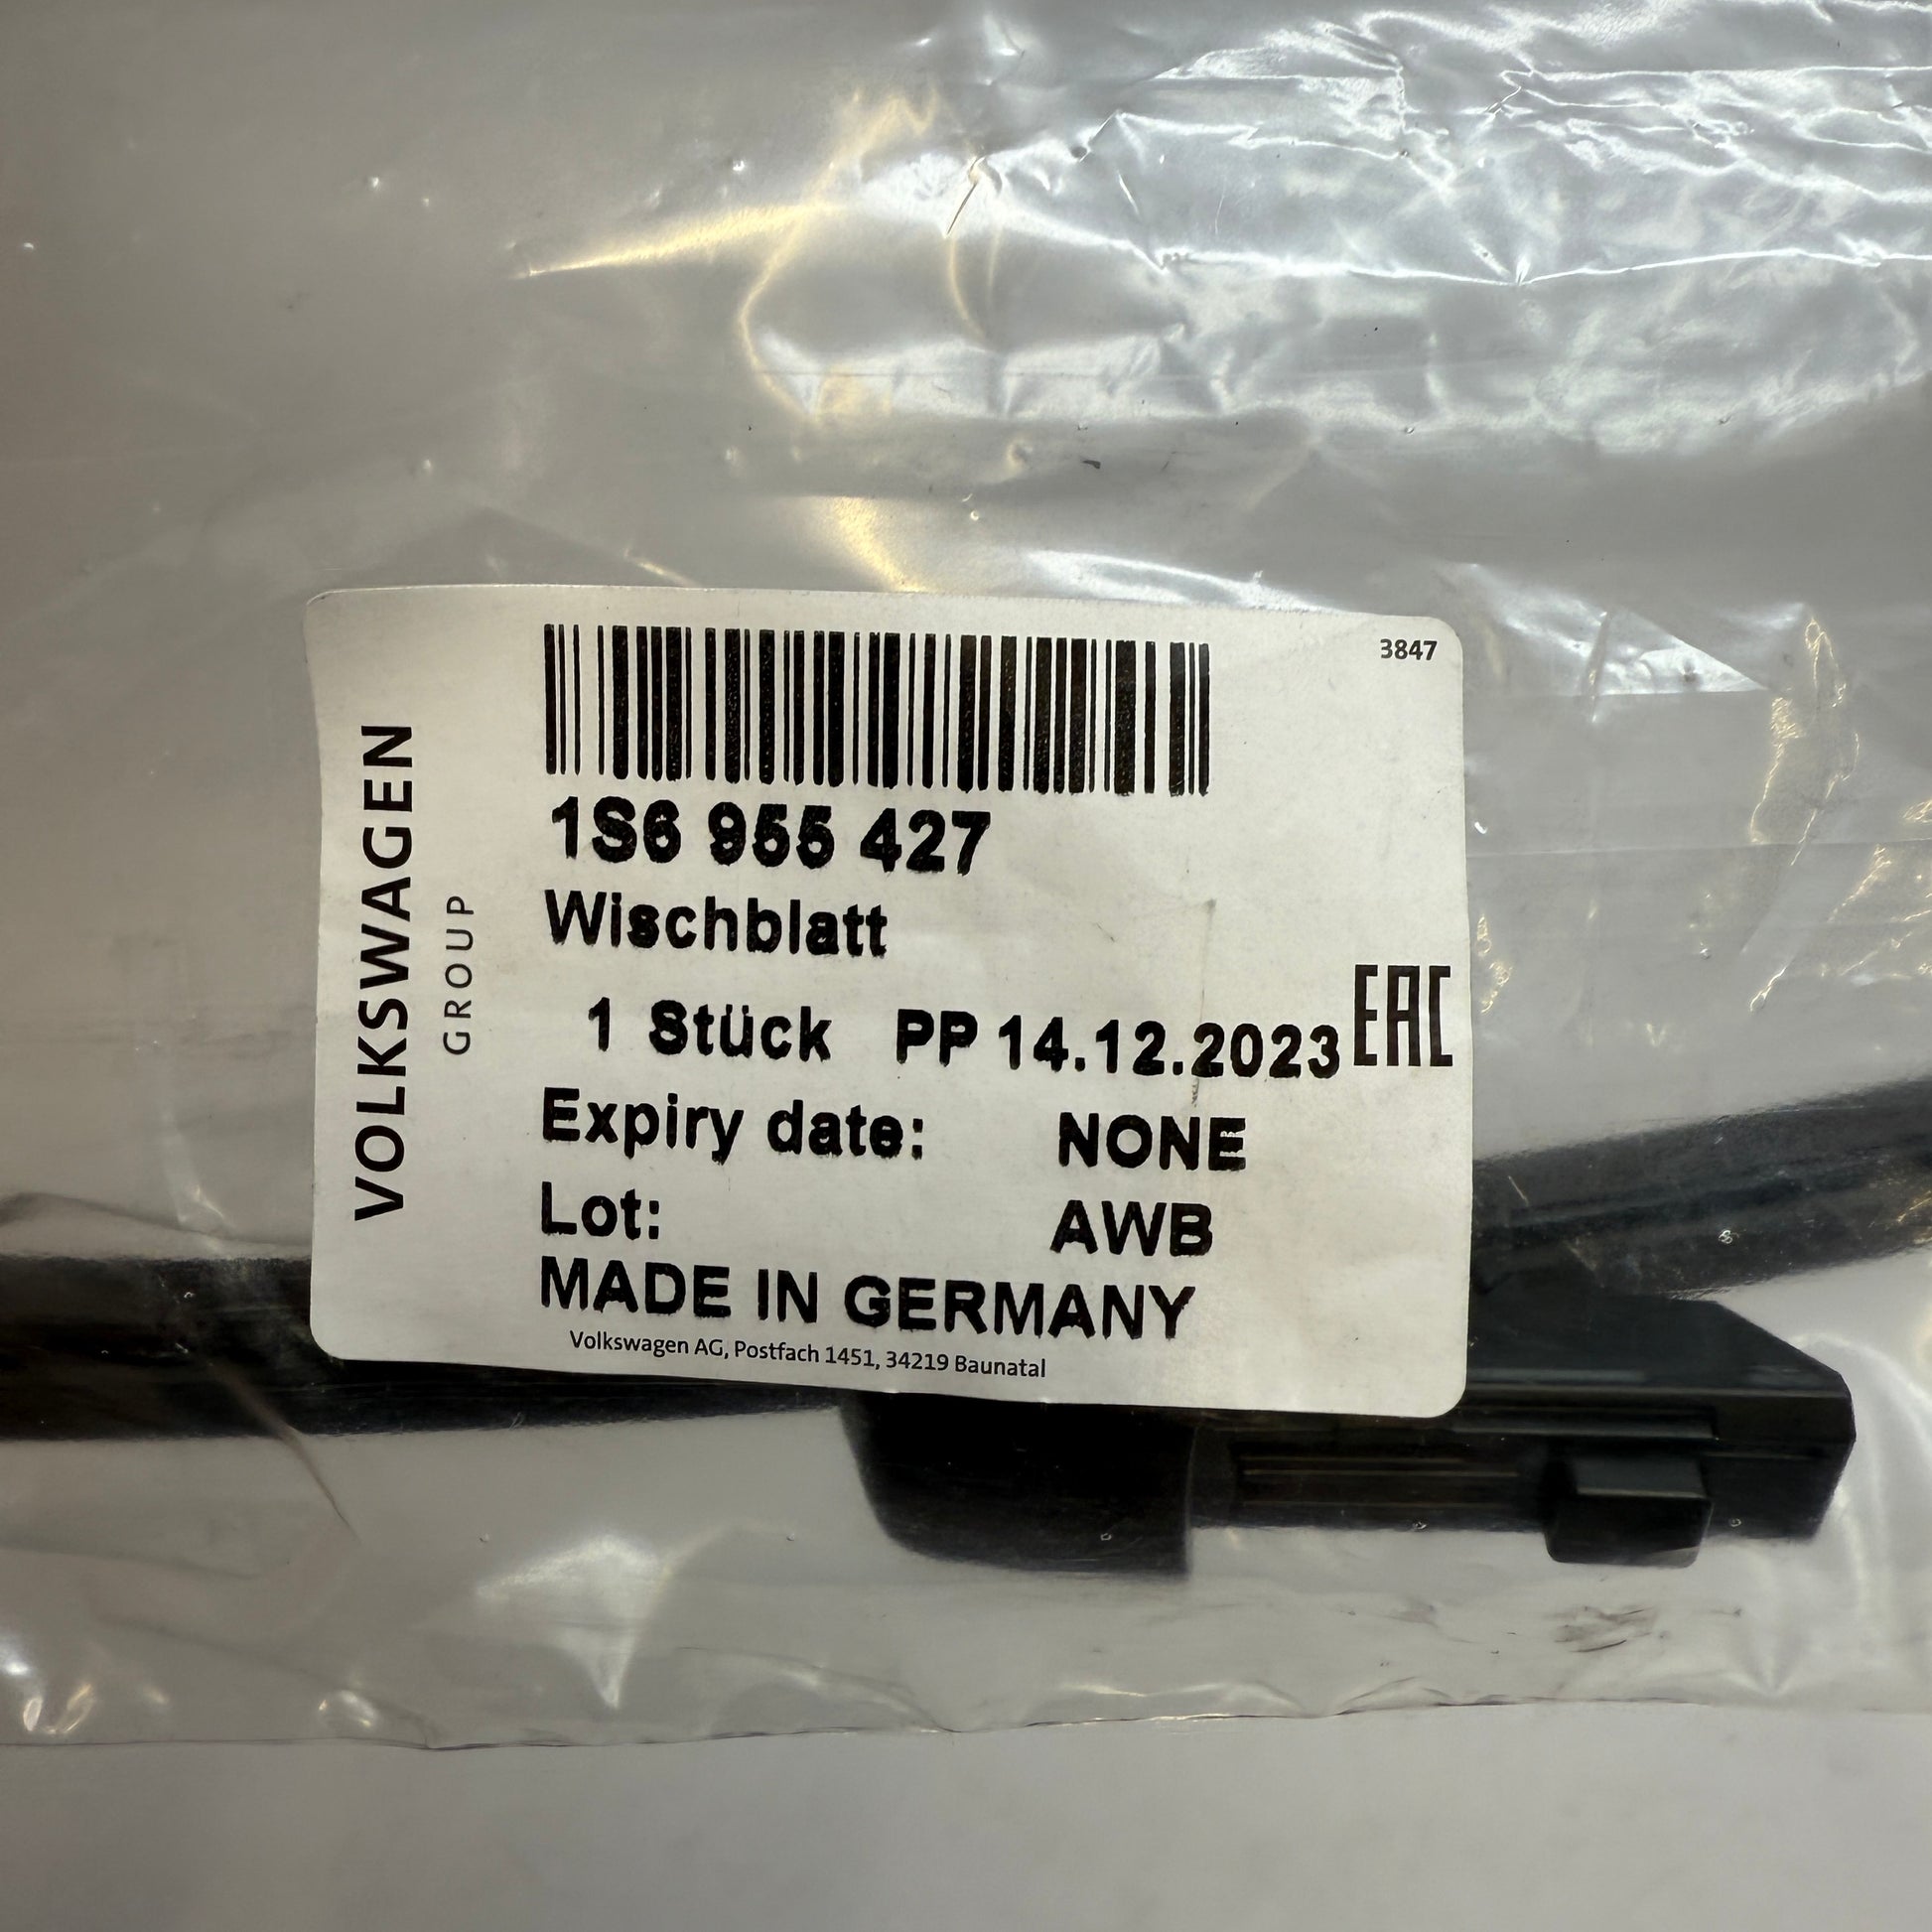 3847
VOLKSWAGEN
GROUP
1S6 955 427
Wischblatt
1 Stück PP 14.12.2023 EAC
Expiry date: NONE
Lot: AWB
MADE IN GERMANY
Volkswagen AG, Postfach 1451, 34219 Baunatal